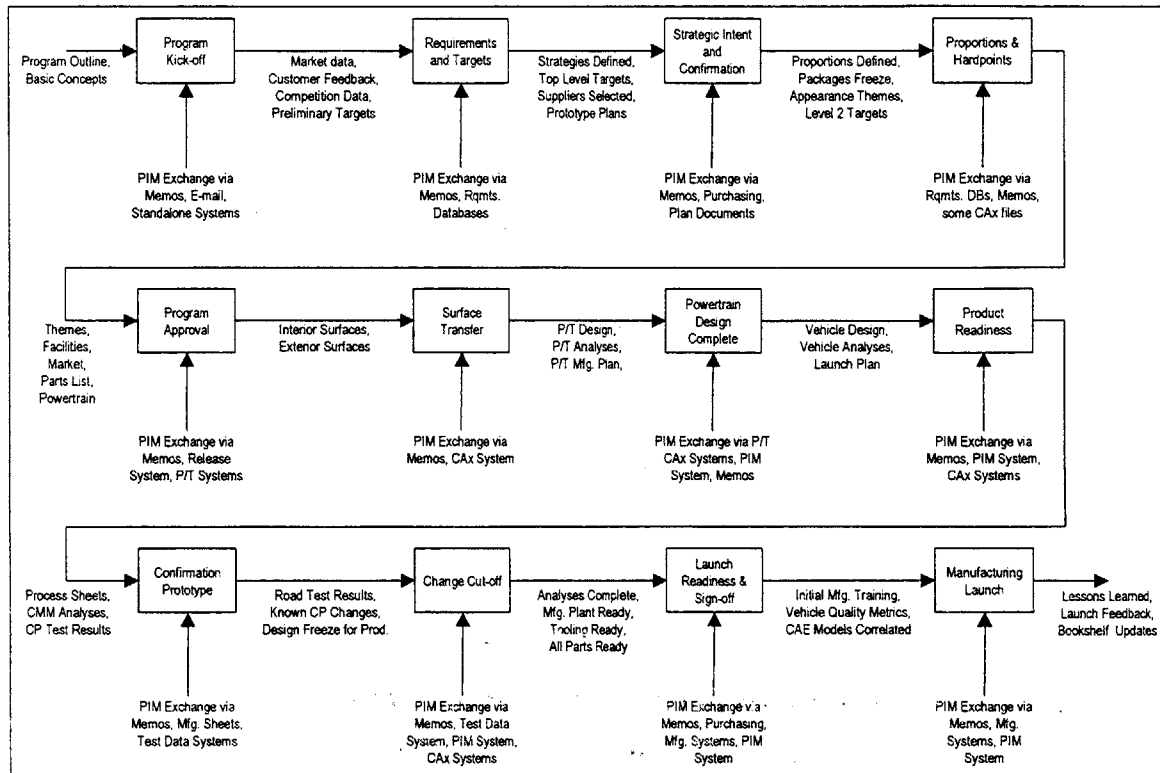 Program
Kick-off
Requirements
and Targets
Strategic Intent
and
Confirmation
Proportions &
Hardpoints
Program Outline,
Basic Concepts
Market data,
Customer Feedback,
Competition Data,
Preliminary Targets
Strategies Defined,
Top Level Targets,
Suppliers Selected,
Prototype Plans
Proportions Defined,
Packages Freeze,
Appearance Themes,
Level 2 Targets
PIM Exchange via
Memos, E-mail,
Standalone Systems
PIM Exchange via
Memos, Rqmts.
Databases
PIM Exchange via
Memos, Purchasing,
Plan Documents
PIM Exchange via
Rqmts. DBs, Memos,
some CAx files
Program
Approval
Surface
Transfer
Powertrain
Design
Complete
Product
Readiness
Themes,
Facilities,
Market,
Parts List,
Powertrain
Interior Surfaces,
Exterior Surfaces
P/T Design,
P/T Analyses,
P/T Mfg. Plan,
Vehicle Design,
Vehicle Analyses,
Launch Plan
PIM Exchange via
Memos, Release
System, P/T Systems
PIM Exchange via
Memos, CAx System
PIM Exchange via P/T
CAx Systems, PIM
System, Memos
PIM Exchange via
Memos, PIM System,
CAx Systems
Confirmation
Prototype
Change Cut-off
Launch
Readiness &
Sign-off
Manufacturing
Launch
Process Sheets,
CMM Analyses,
CP Test Results
Road Test Results,
Known CP Changes,
Design Freeze for Prod.
Analyses Complete,
Mfg. Plant Ready,
Tooling Ready,
All Parts Ready
Initial Mfg. Training,
Vehicle Quality Metrics,
CAE Models Correlated
Lessons Learned,
Launch Feedback,
Bookshelf Updates
PIM Exchange via
Memos, Mfg. Sheets,
Test Data Systems
PIM Exchange via
Memos, Test Data
System, PIM System,
CAx Systems
PIM Exchange via
Memos, Purchasing,
Mfg. Systems, PIM
System
PIM Exchange via
Memos, Mfg.
Systems, PIM
System